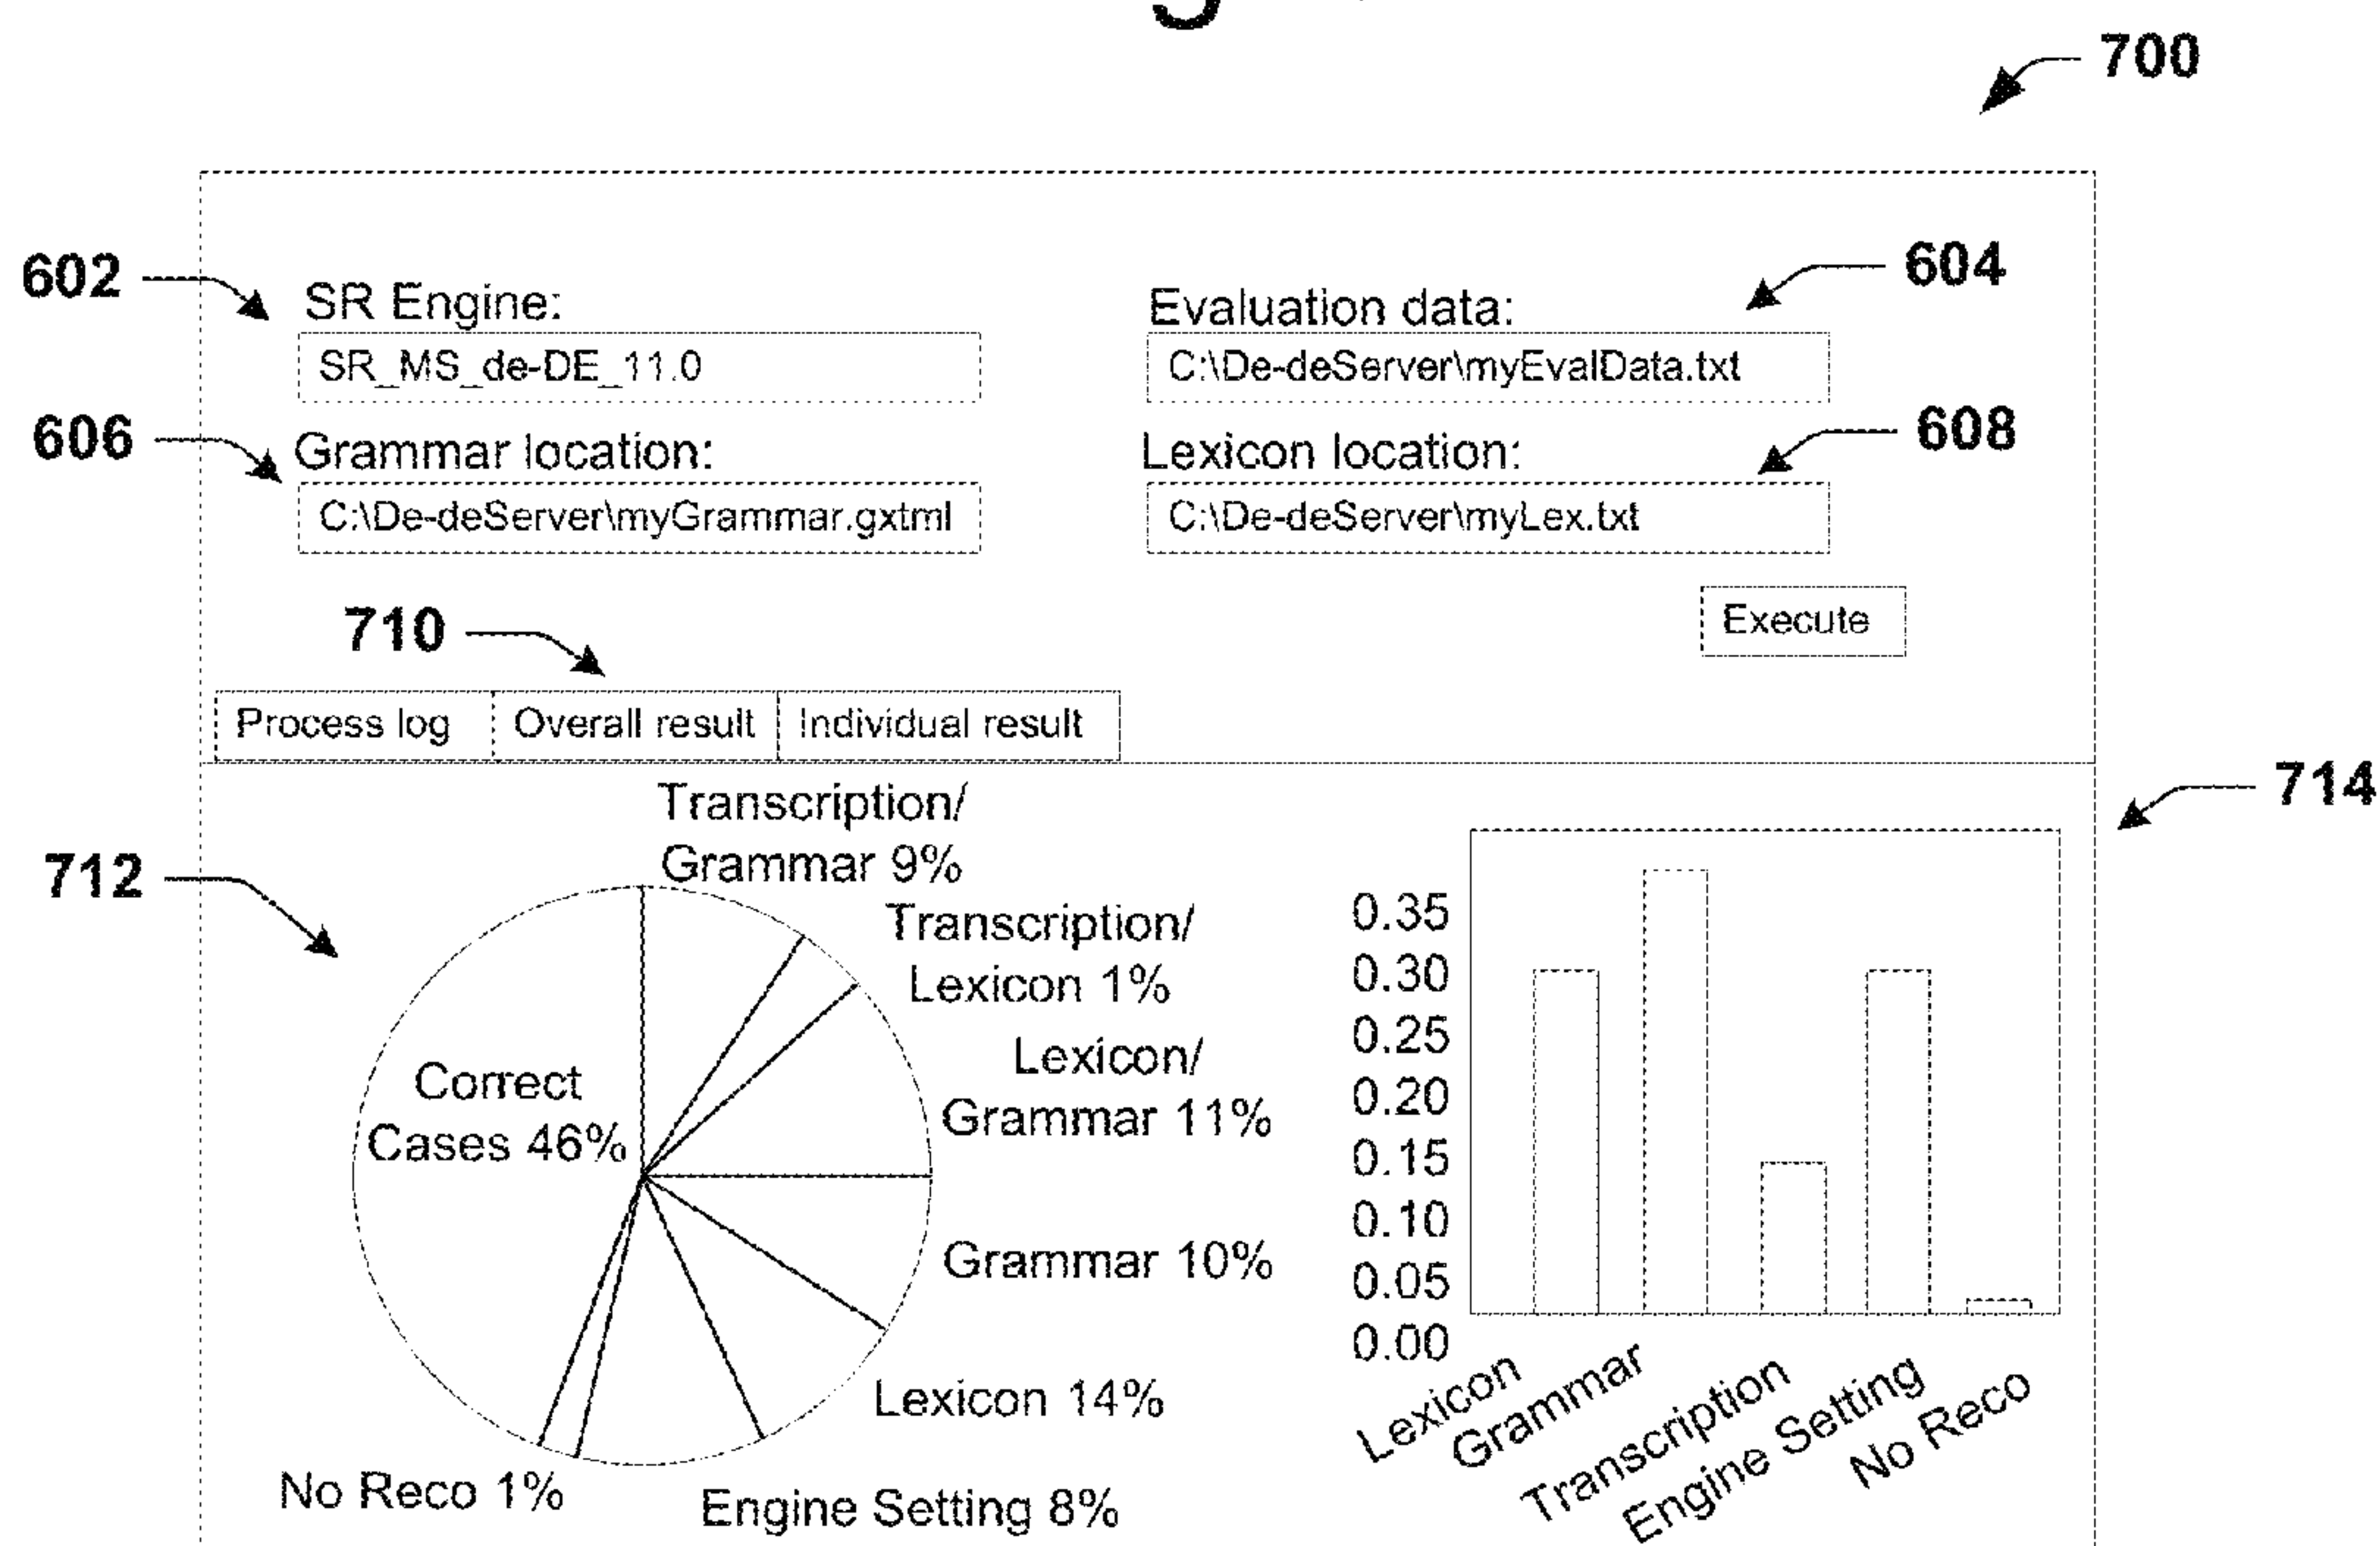 700
602
SR Engine:
SR_MS_de-DE_11.0
604
Evaluation data:
C:\De-deServer\myEvalData.txt
606
Grammar location:
C:\De-deServer\myGrammar.gxtml
608
Lexicon location:
C:\De-deServer\myLex.txt
Execute
710
Process log
Overall result
Individual result
712
Transcription/
Grammar 9%
Transcription/
Lexicon 1%
Lexicon/
Grammar 11%
Grammar 10%
Lexicon 14%
Engine Setting 8%
No Reco 1%
Correct
Cases 46%
714
0.35
0.30
0.25
0.20
0.15
0.10
0.05
0.00
Lexicon
Grammar
Transcription
Engine Setting
No Reco